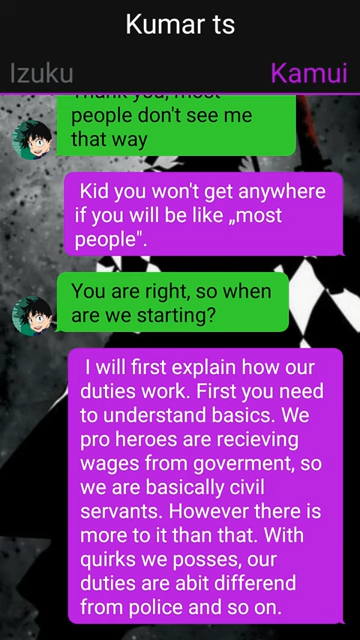 Kumar ts
Izuku
Kamui
Thank you, most
people don't see me
that way
Kid you won't get anywhere
if you will be like „most
people".
You are right, so when
are we starting?
I will first explain how our
duties work. First you need
to understand basics. We
pro heroes are recieving
wages from goverment, so
we are basically civil
servants. However there is
more to it than that. With
quirks we posses, our
duties are abit differend
from police and so on.